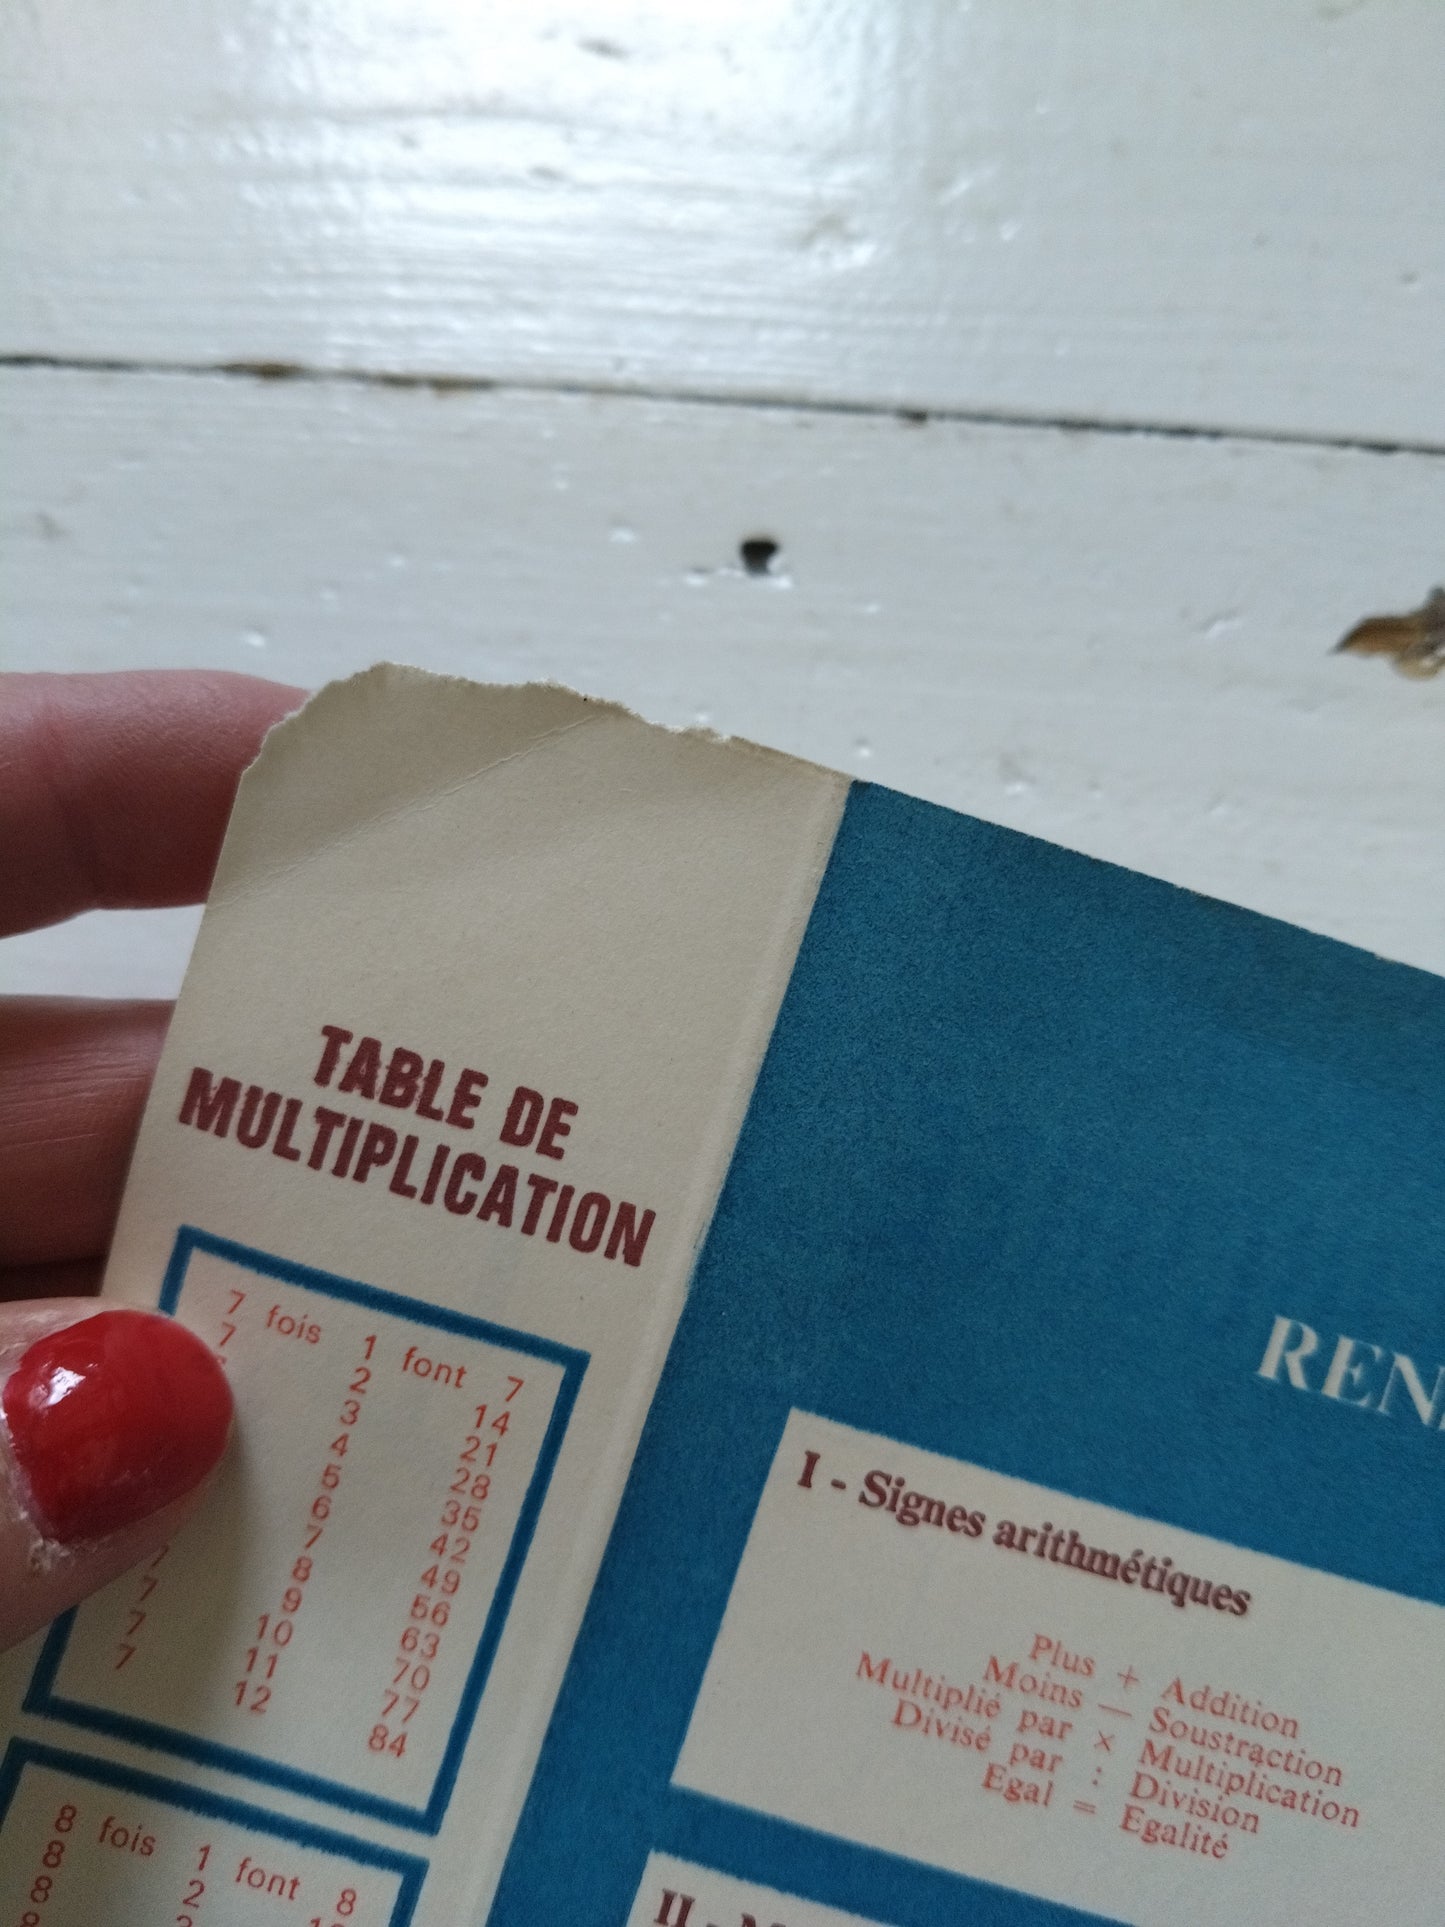 TABLE DE
MULTIPLICATION
7 fois 1 font 7
7 2 14
3 21
4 28
5 35
6 42
7 49
7 8 56
7 9 63
7 10 70
7 11 77
12 84
8 fois 1 font 8
8 2
8
8
REN
I - Signes arithmétiques
Plus + Addition
Moins — Soustraction
Multiplié par × Multiplication
Divisé par : Division
Egal = Egalité
II -